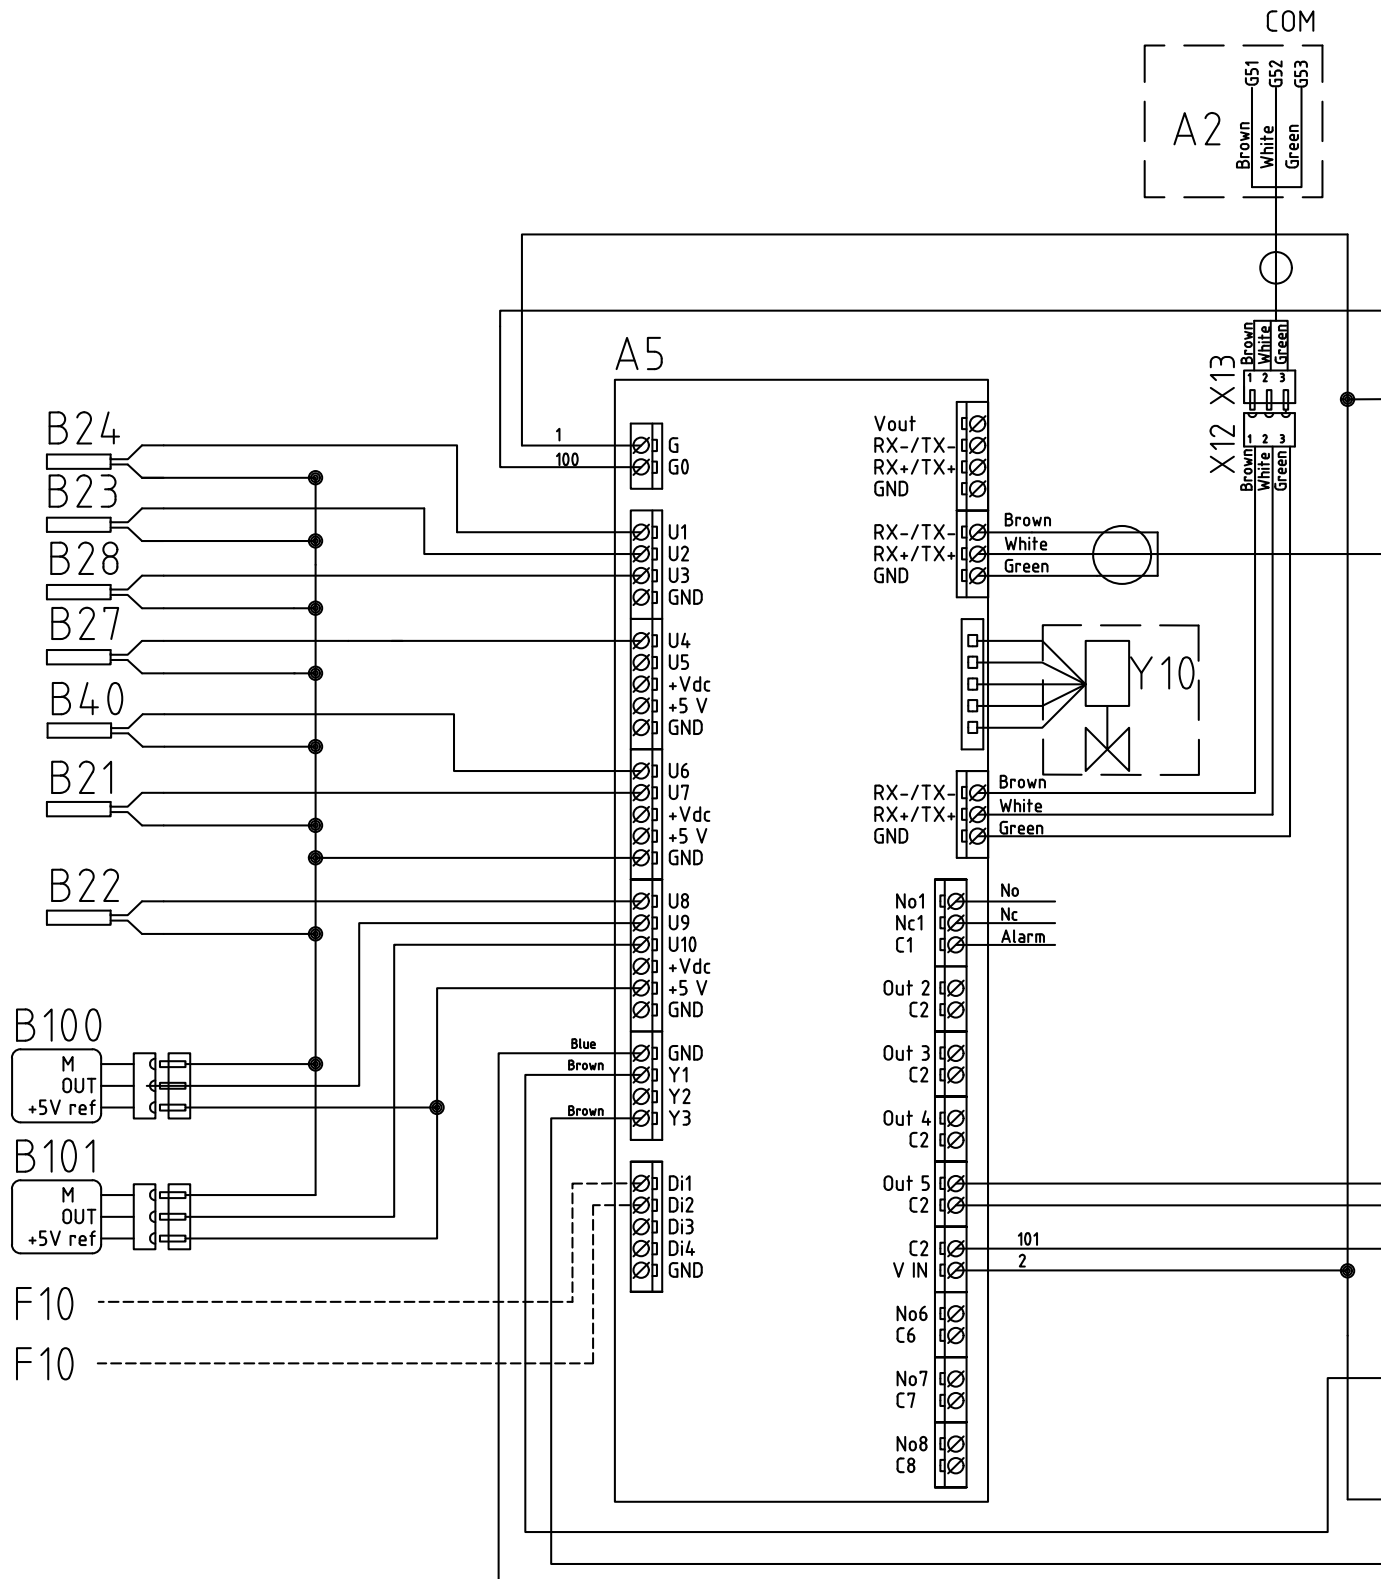 COM
G51
G52
G53
A2
Brown
White
Green
Brown
White
Green
X13
1 2 3
X12
1 2 3
Brown
White
Green
A5
B24
B23
B28
B27
B40
B21
B22
B100
M
OUT
+5V ref
B101
M
OUT
+5V ref
F10
F10
1
100
G
G0
U1
U2
U3
GND
U4
U5
+Vdc
+5 V
GND
U6
U7
+Vdc
+5 V
GND
U8
U9
U10
+Vdc
+5 V
GND
Blue
Brown
Brown
GND
Y1
Y2
Y3
Di1
Di2
Di3
Di4
GND
Vout
RX-/TX-
RX+/TX+
GND
RX-/TX-
RX+/TX+
GND
Brown
White
Green
Y10
RX-/TX-
RX+/TX+
GND
Brown
White
Green
No1
Nc1
C1
No
Nc
Alarm
Out 2
C2
Out 3
C2
Out 4
C2
Out 5
C2
C2
V IN
101
2
No6
C6
No7
C7
No8
C8